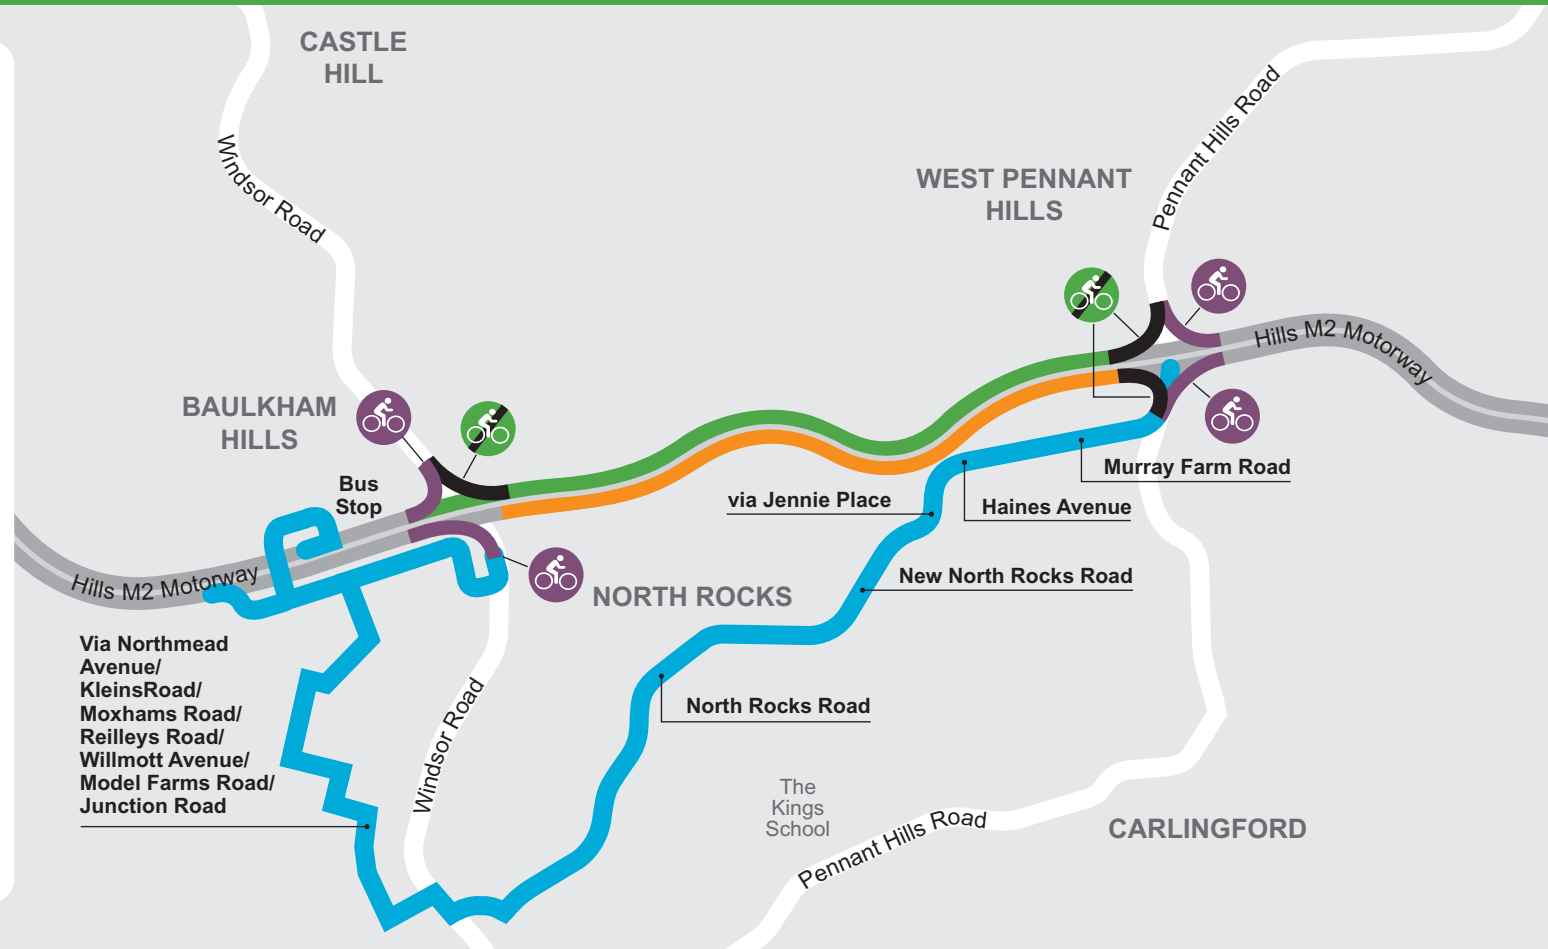 CASTLE
HILL
Windsor Road
Pennant Hills Road
WEST PENNANT
HILLS
Hills M2 Motorway
BAULKHAM
HILLS
Bus
Stop
Murray Farm Road
via Jennie Place
Haines Avenue
Hills M2 Motorway
New North Rocks Road
NORTH ROCKS
Via Northmead
Avenue/
KleinsRoad/
Moxhams Road/
Reilleys Road/
Willmott Avenue/
Model Farms Road/
Junction Road
Windsor Road
North Rocks Road
The
Kings
School
Pennant Hills Road
CARLINGFORD